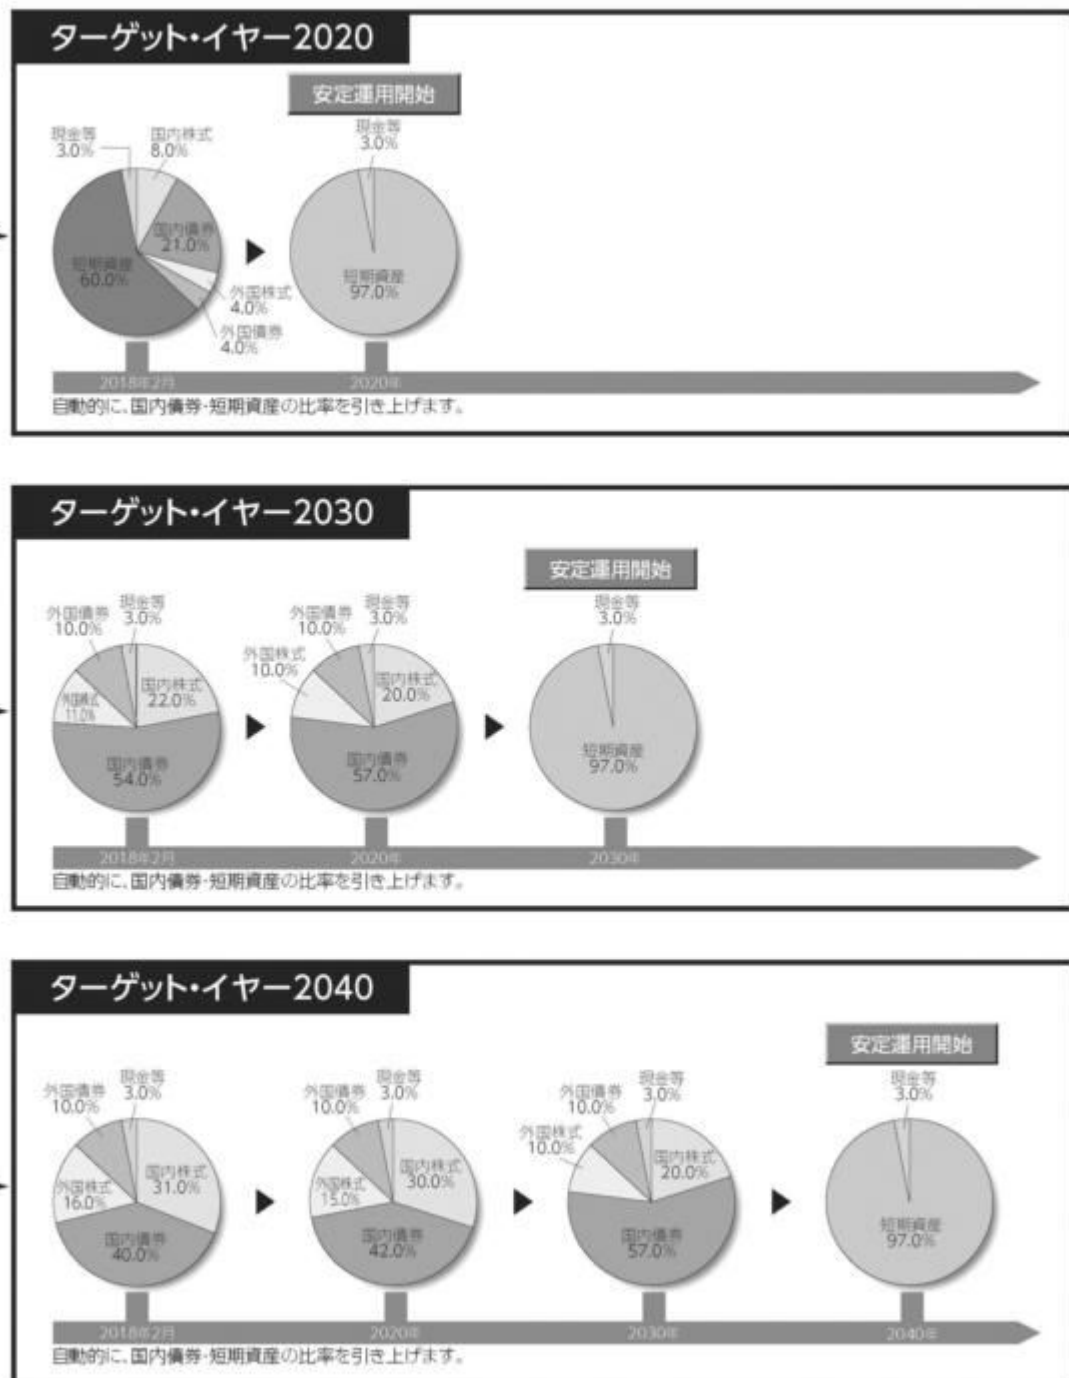 ターゲット・イヤー2020
安定運用開始
現金等
3.0%
国内株式
8.0%
国内債券
21.0%
短期資産
60.0%
外国株式
4.0%
外国債券
4.0%
現金等
3.0%
短期資産
97.0%
2018年2月
2020年
自動的に、国内債券・短期資産の比率を引き上げます。
ターゲット・イヤー2030
安定運用開始
外国債券
10.0%
現金等
3.0%
国内株式
22.0%
外国株式
11.0%
国内債券
54.0%
外国債券
10.0%
現金等
3.0%
外国株式
10.0%
国内株式
20.0%
国内債券
57.0%
現金等
3.0%
短期資産
97.0%
2018年2月
2020年
2030年
自動的に、国内債券・短期資産の比率を引き上げます。
ターゲット・イヤー2040
安定運用開始
外国債券
10.0%
現金等
3.0%
国内株式
31.0%
外国株式
16.0%
国内債券
40.0%
外国債券
10.0%
現金等
3.0%
国内株式
30.0%
外国株式
15.0%
国内債券
42.0%
外国債券
10.0%
現金等
3.0%
外国株式
10.0%
国内株式
20.0%
国内債券
57.0%
現金等
3.0%
短期資産
97.0%
2018年2月
2020年
2030年
2040年
自動的に、国内債券・短期資産の比率を引き上げます。